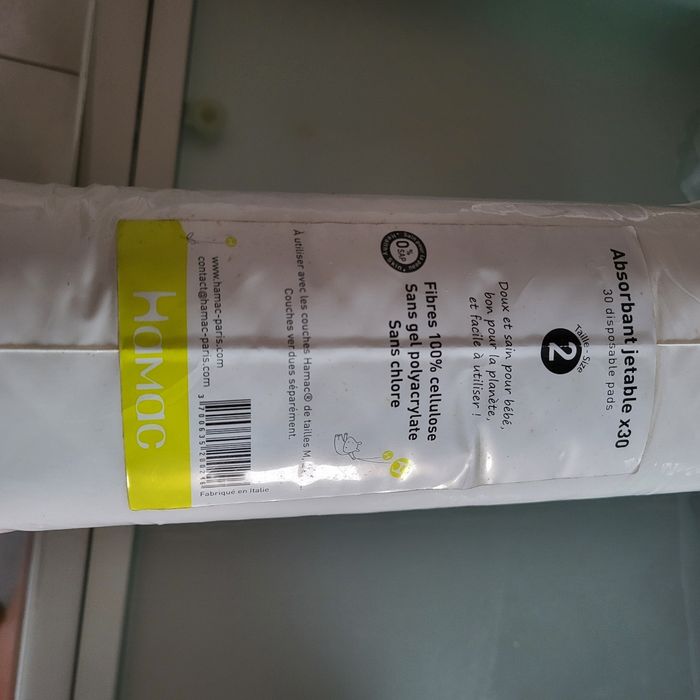 Absorbant jetable x30
30 disposable pads
Taille - Size
2
Doux et sain pour bébé,
bon pour la planète,
et facile à utiliser !
0%
SAP
Fibres 100% cellulose
Sans gel polyacrylate
Sans chlore
À utiliser avec les couches Hamac® de tailles M,
Couches vendues séparément.
www.hamac-paris.com
contact@hamac-paris.com
Fabriqué en Italie
Hamac